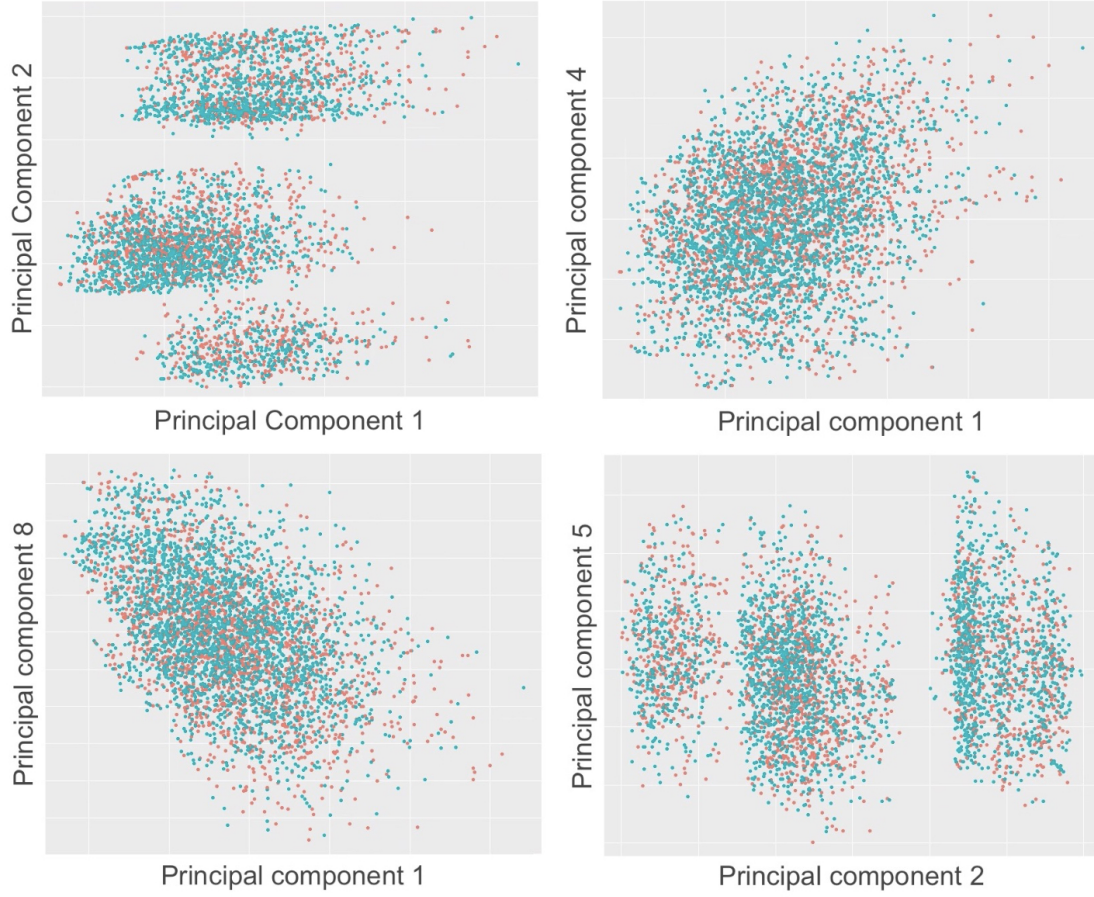 Principal Component 2
Principal Component 1
Principal component 4
Principal component 1
Principal component 8
Principal component 1
Principal component 5
Principal component 2